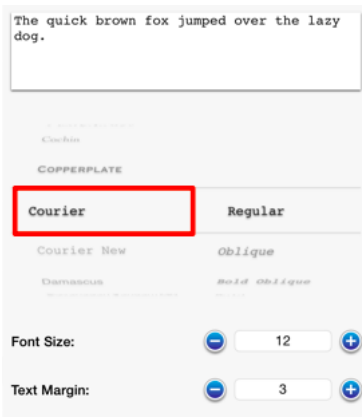 The quick brown fox jumped over the lazy
dog.
Cochin
COPPERPLATE
Courier Regular
Courier New Oblique
Damascus Bold Oblique
Font Size: 12
Text Margin: 3